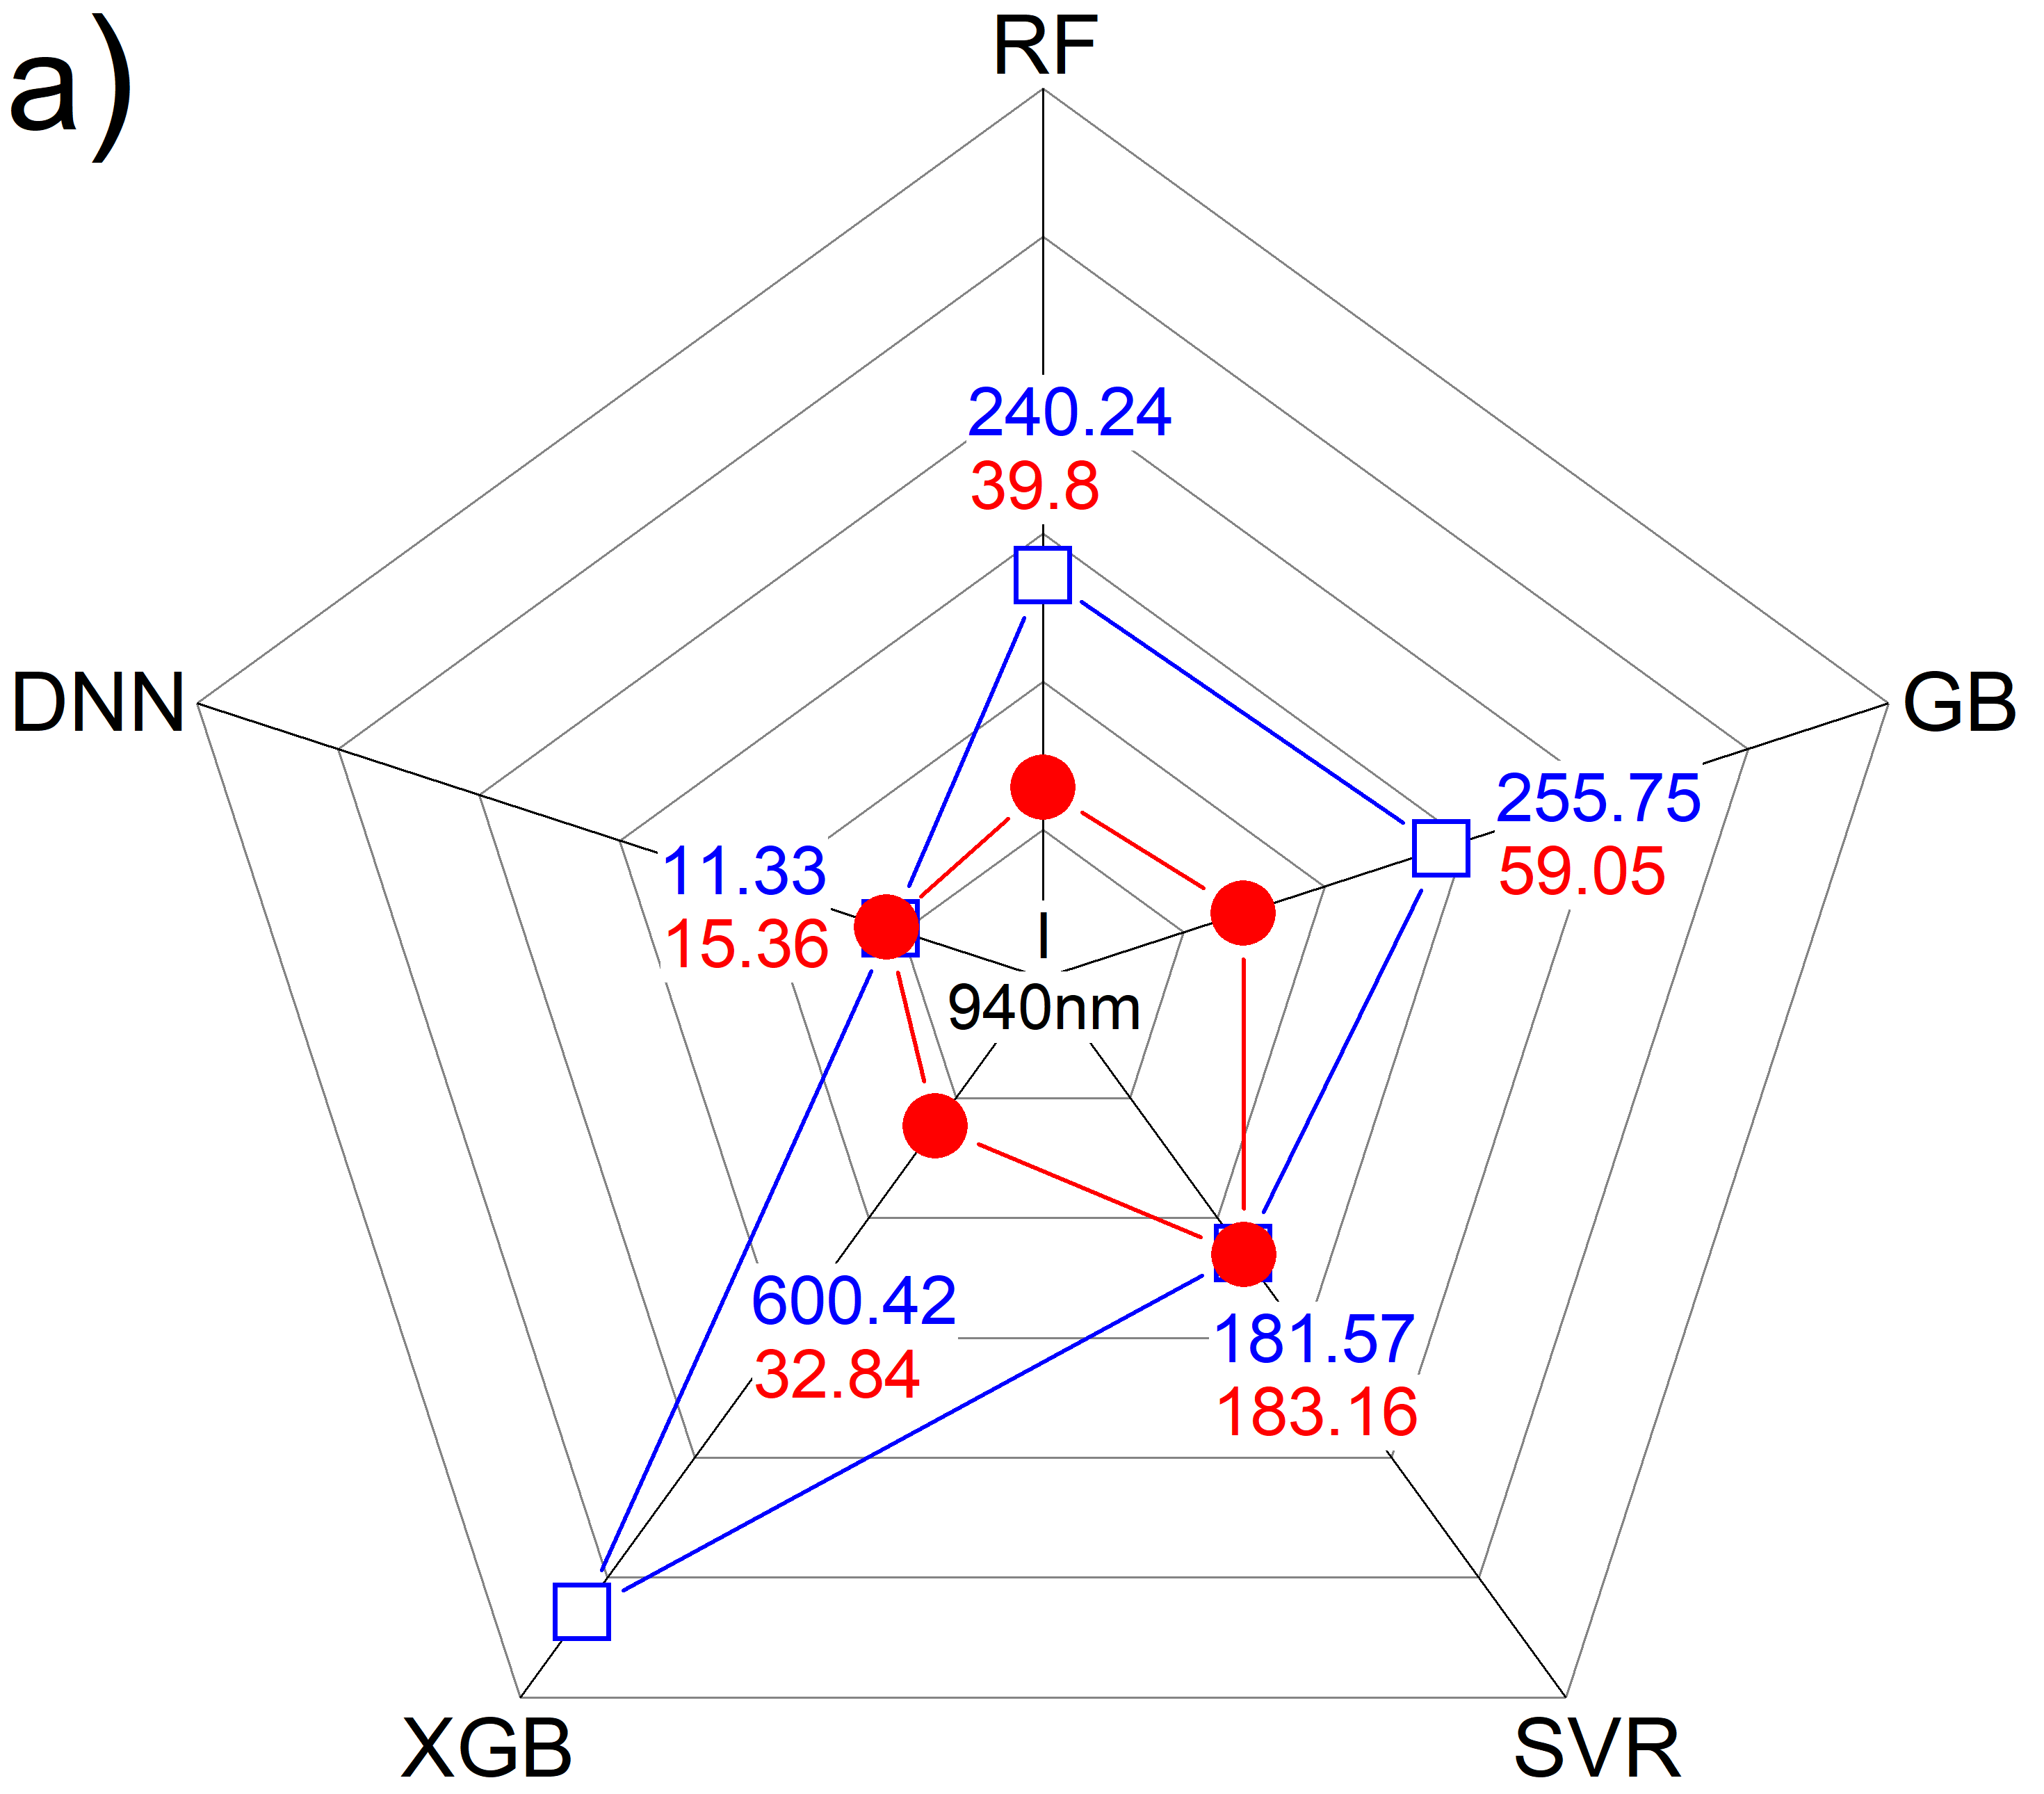 a)
RF
240.24
39.8
DNN
GB
255.75
59.05
11.33
15.36
I
940nm
600.42
32.84
181.57
183.16
XGB
SVR